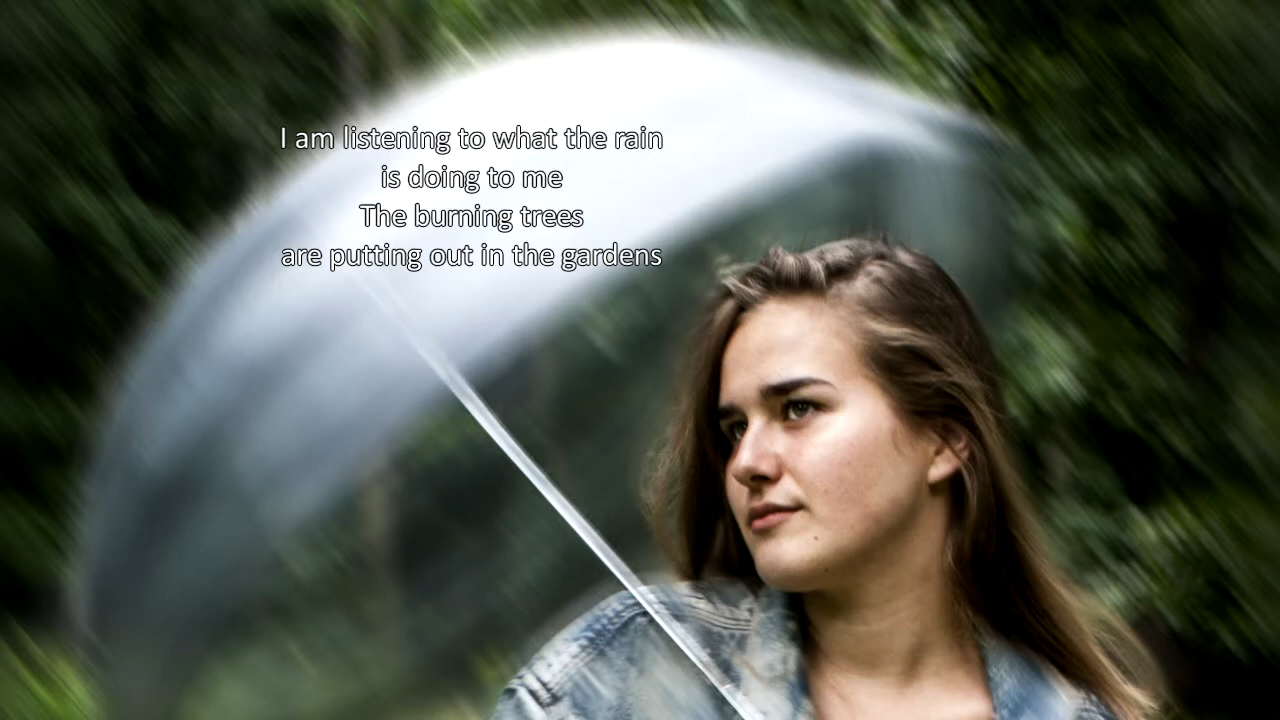 I am listening to what the rain
is doing to me
The burning trees
are putting out in the gardens